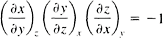 (∂x/∂y)_z (∂y/∂z)_x (∂z/∂x)_y = −1